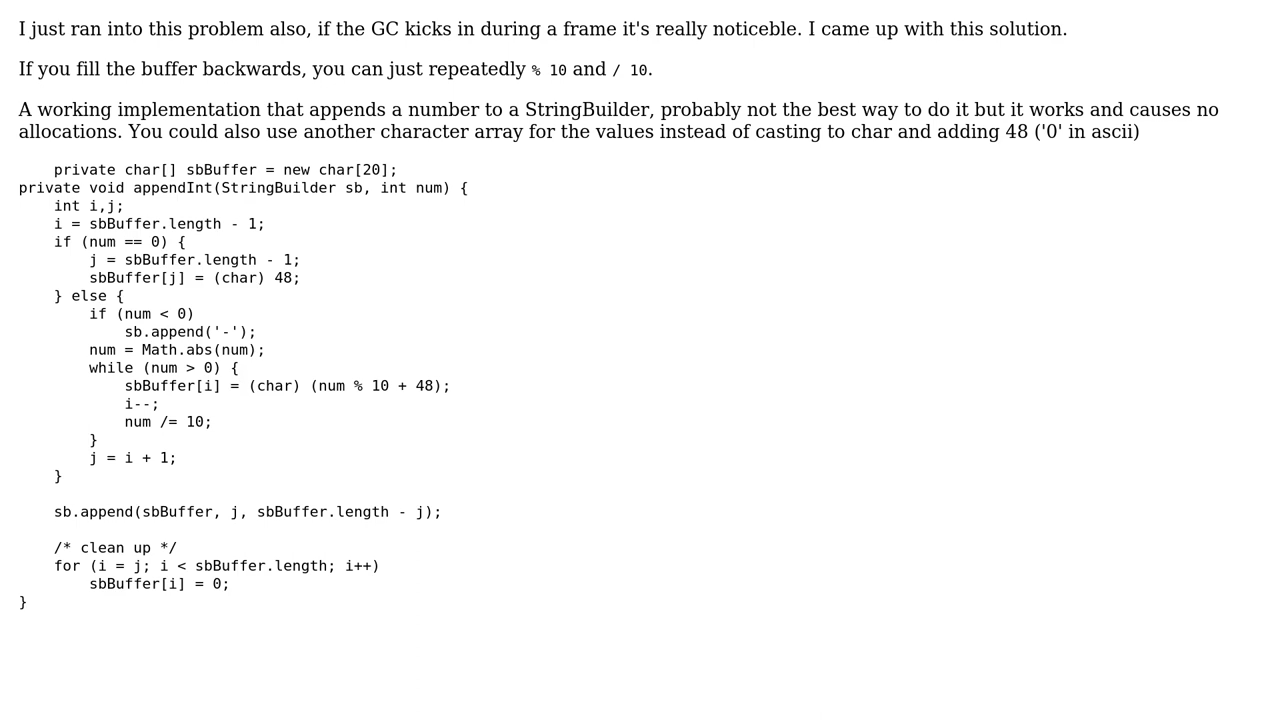 I just ran into this problem also, if the GC kicks in during a frame it's really noticeble. I came up with this solution.
If you fill the buffer backwards, you can just repeatedly % 10 and / 10.
A working implementation that appends a number to a StringBuilder, probably not the best way to do it but it works and causes no
allocations. You could also use another character array for the values instead of casting to char and adding 48 ('0' in ascii)
    private char[] sbBuffer = new char[20];
private void appendInt(StringBuilder sb, int num) {
    int i,j;
    i = sbBuffer.length - 1;
    if (num == 0) {
        j = sbBuffer.length - 1;
        sbBuffer[j] = (char) 48;
    } else {
        if (num < 0)
            sb.append('-');
        num = Math.abs(num);
        while (num > 0) {
            sbBuffer[i] = (char) (num % 10 + 48);
            i--;
            num /= 10;
        }
        j = i + 1;
    }
    sb.append(sbBuffer, j, sbBuffer.length - j);
    /* clean up */
    for (i = j; i < sbBuffer.length; i++)
        sbBuffer[i] = 0;
}